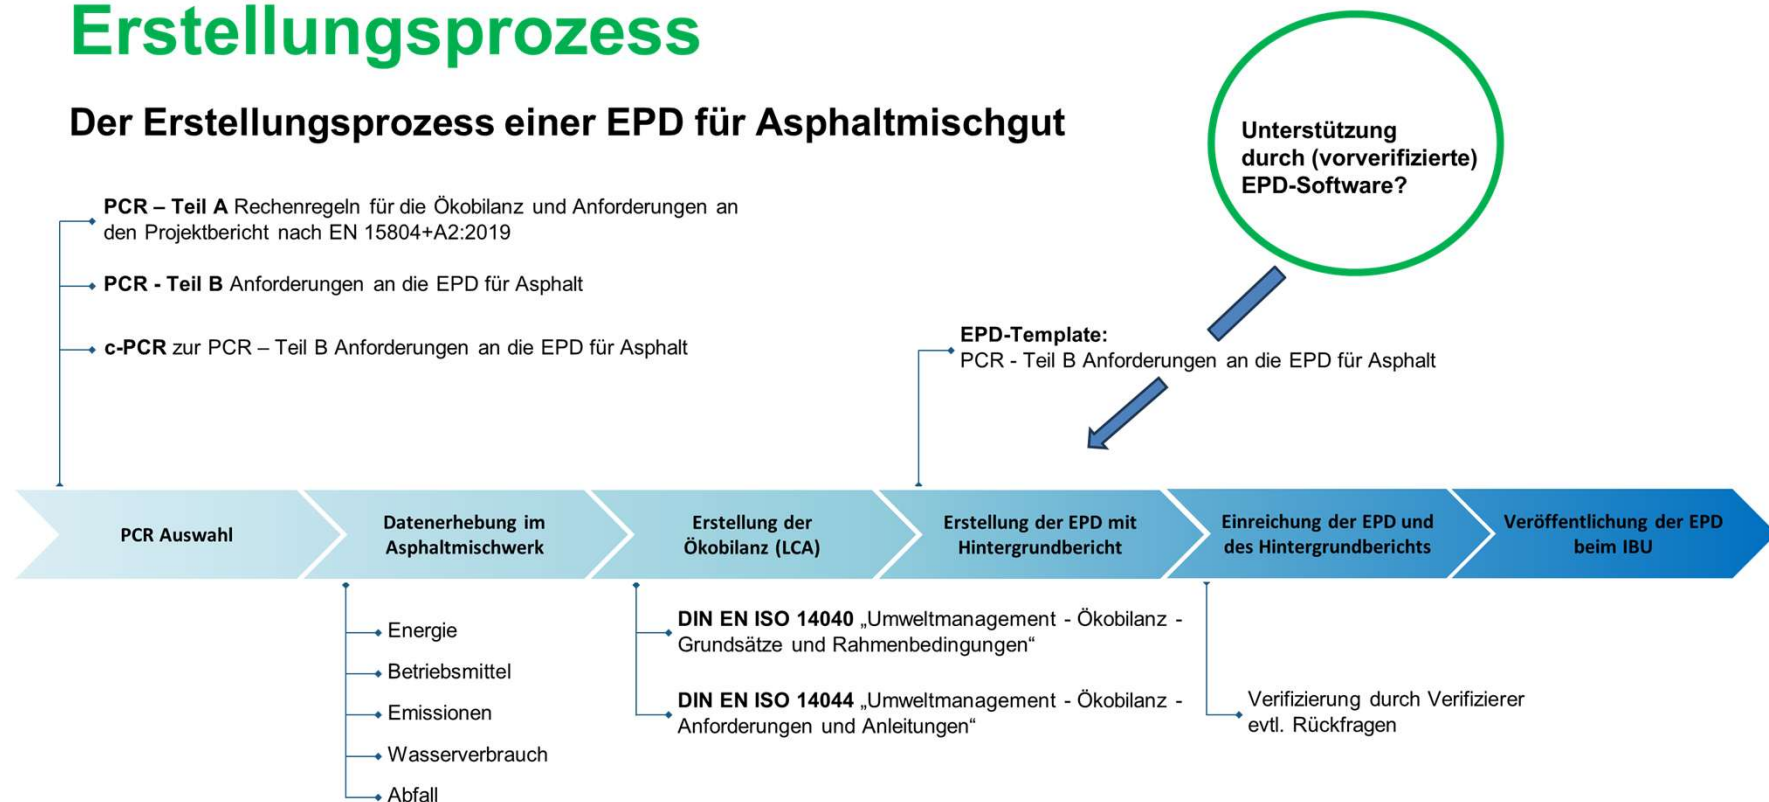 Erstellungsprozess
Der Erstellungsprozess einer EPD für Asphaltmischgut
Unterstützung
durch (vorverifizierte)
EPD-Software?
PCR – Teil A Rechenregeln für die Ökobilanz und Anforderungen an
den Projektbericht nach EN 15804+A2:2019
PCR - Teil B Anforderungen an die EPD für Asphalt
c-PCR zur PCR – Teil B Anforderungen an die EPD für Asphalt
EPD-Template:
PCR - Teil B Anforderungen an die EPD für Asphalt
PCR Auswahl
Datenerhebung im
Asphaltmischwerk
Erstellung der
Ökobilanz (LCA)
Erstellung der EPD mit
Hintergrundbericht
Einreichung der EPD und
des Hintergrundberichts
Veröffentlichung der EPD
beim IBU
Energie
Betriebsmittel
Emissionen
Wasserverbrauch
Abfall
DIN EN ISO 14040 „Umweltmanagement - Ökobilanz -
Grundsätze und Rahmenbedingungen“
DIN EN ISO 14044 „Umweltmanagement - Ökobilanz -
Anforderungen und Anleitungen“
Verifizierung durch Verifizierer
evtl. Rückfragen